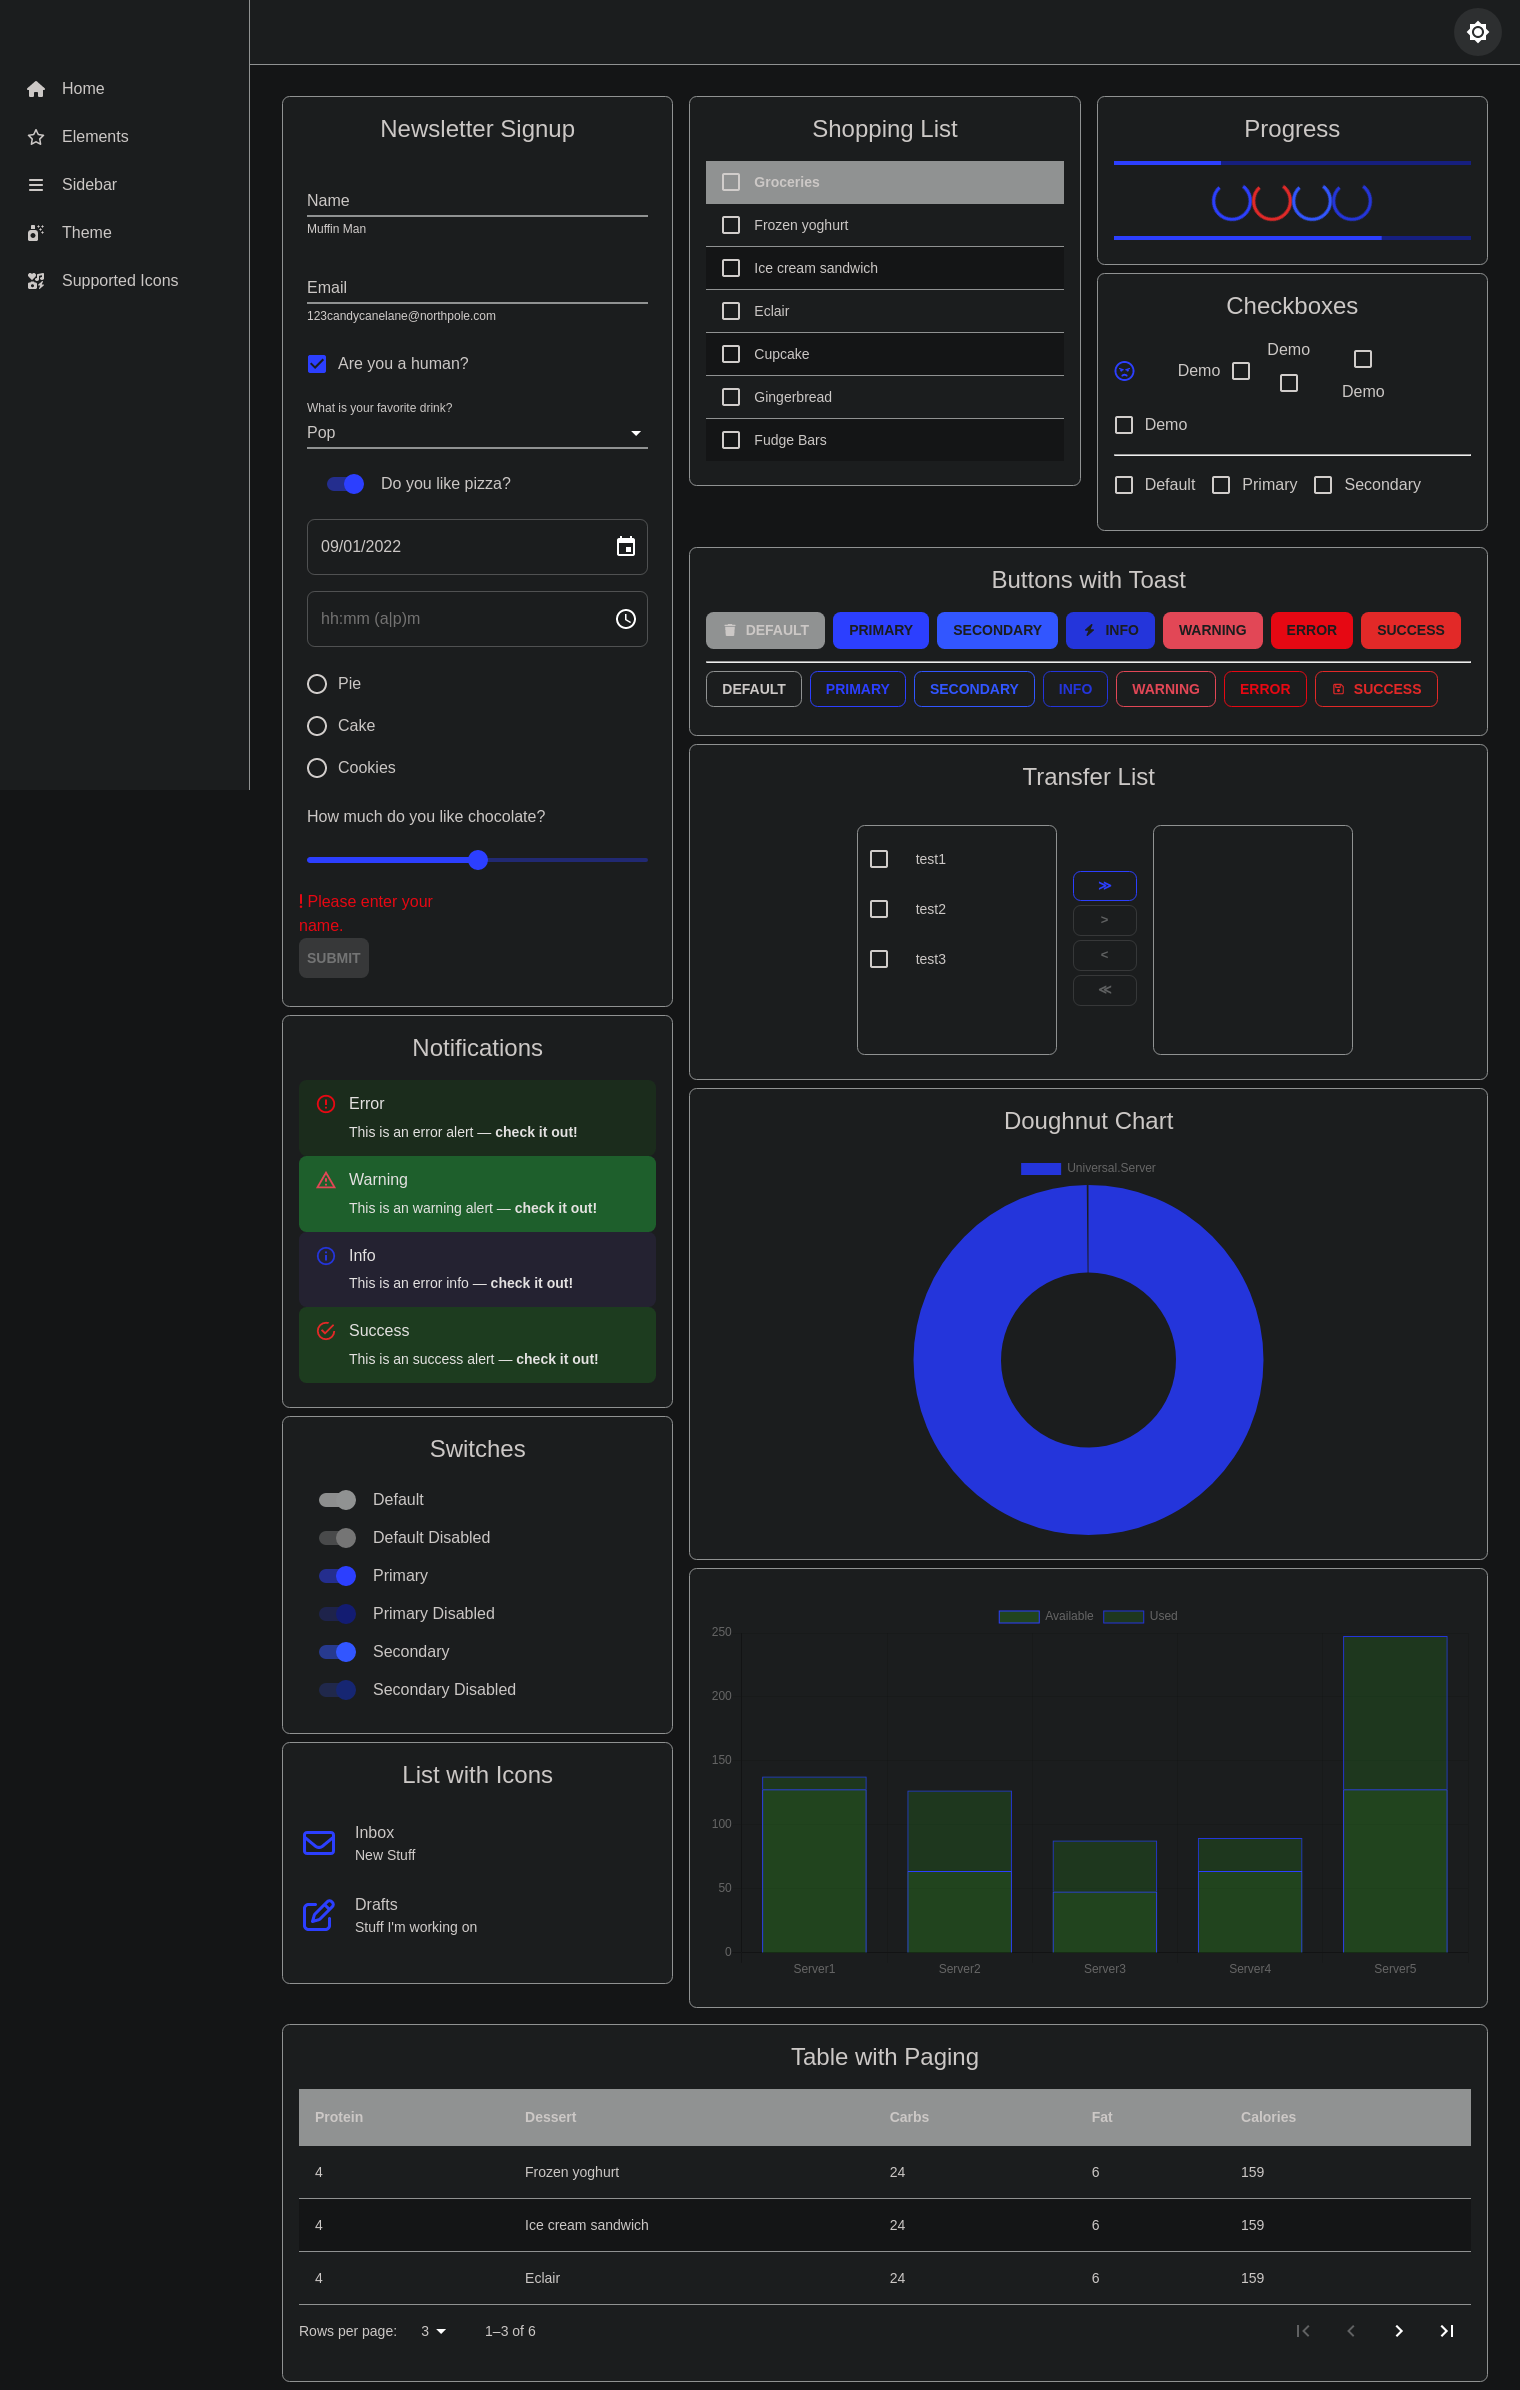 Home
Elements
Sidebar
Theme
Supported Icons
Newsletter Signup
Name
Muffin Man
Email
123candycanelane@northpole.com
Are you a human?
What is your favorite drink?
Pop
Do you like pizza?
09/01/2022
hh:mm (a|p)m
Pie
Cake
Cookies
How much do you like chocolate?
! Please enter your
name.
SUBMIT
Notifications
Error
This is an error alert — check it out!
Warning
This is an warning alert — check it out!
Info
This is an error info — check it out!
Success
This is an success alert — check it out!
Switches
Default
Default Disabled
Primary
Primary Disabled
Secondary
Secondary Disabled
List with Icons
Inbox
New Stuff
Drafts
Stuff I'm working on
Shopping List
Groceries
Frozen yoghurt
Ice cream sandwich
Eclair
Cupcake
Gingerbread
Fudge Bars
Progress
Checkboxes
Demo
Demo
Demo
Demo
Default Primary Secondary
Buttons with Toast
DEFAULT PRIMARY SECONDARY INFO WARNING ERROR SUCCESS
DEFAULT PRIMARY SECONDARY INFO WARNING ERROR SUCCESS
Transfer List
test1
test2
test3
≫
>
<
≪
Doughnut Chart
Universal.Server
Available Used
250
200
150
100
50
0
Server1 Server2 Server3 Server4 Server5
Table with Paging
Protein Dessert Carbs Fat Calories
4 Frozen yoghurt 24 6 159
4 Ice cream sandwich 24 6 159
4 Eclair 24 6 159
Rows per page: 3 1–3 of 6